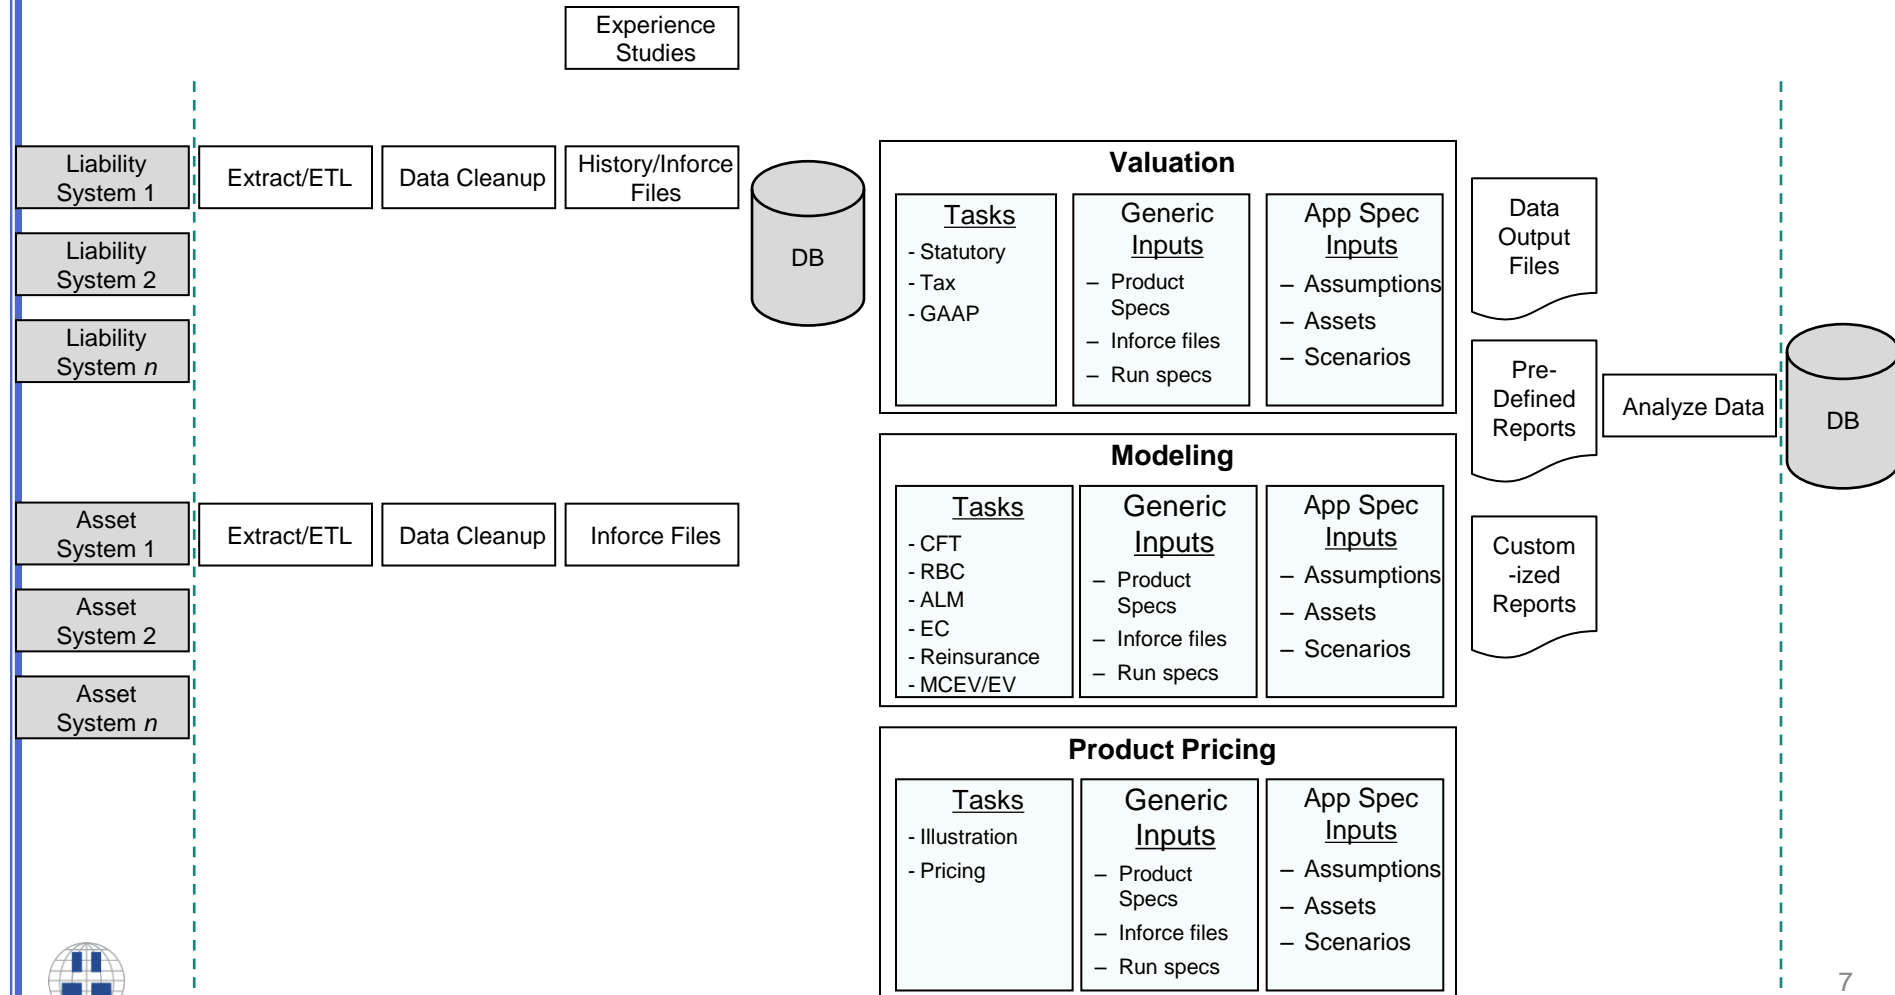 Experience
Studies
Liability
System 1
Extract/ETL
Data Cleanup
History/Inforce
Files
Liability
System 2
Liability
System n
DB
Asset
System 1
Extract/ETL
Data Cleanup
Inforce Files
Asset
System 2
Asset
System n
Valuation
Tasks
- Statutory
- Tax
- GAAP
Generic
Inputs
– Product
Specs
– Inforce files
– Run specs
App Spec
Inputs
– Assumptions
– Assets
– Scenarios
Modeling
Tasks
- CFT
- RBC
- ALM
- EC
- Reinsurance
- MCEV/EV
Generic
Inputs
– Product
Specs
– Inforce files
– Run specs
App Spec
Inputs
– Assumptions
– Assets
– Scenarios
Product Pricing
Tasks
- Illustration
- Pricing
Generic
Inputs
– Product
Specs
– Inforce files
– Run specs
App Spec
Inputs
– Assumptions
– Assets
– Scenarios
Data
Output
Files
Pre-
Defined
Reports
Custom
-ized
Reports
Analyze Data
DB
7